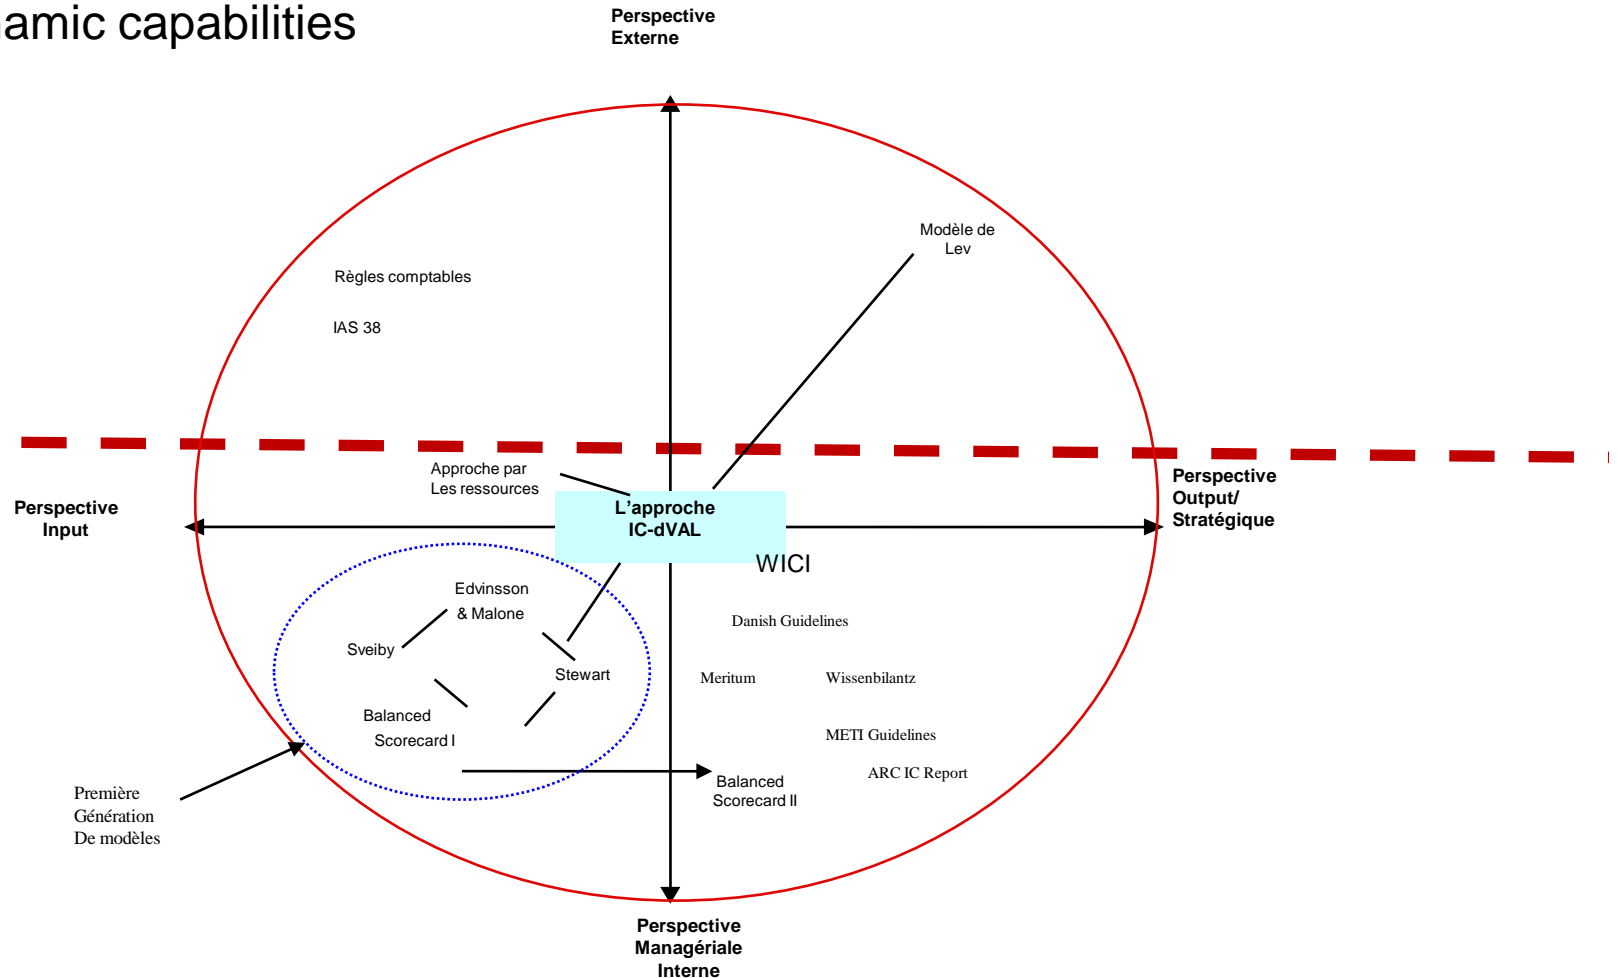 namic capabilities
Perspective
Externe
Modèle de
Lev
Règles comptables
IAS 38
Approche par
Les ressources
Perspective
Input
L’approche
IC-dVAL
Perspective
Output/
Stratégique
WICI
Edvinsson
& Malone
Danish Guidelines
Sveiby
Stewart
Meritum
Wissenbilantz
Balanced
Scorecard I
METI Guidelines
ARC IC Report
Balanced
Scorecard II
Première
Génération
De modèles
Perspective
Managériale
Interne